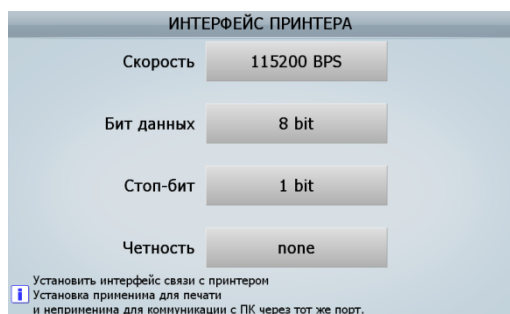 ИНТЕРФЕЙС ПРИНТЕРА
Скорость 115200 BPS
Бит данных 8 bit
Стоп-бит 1 bit
Четность none
Установить интерфейс связи с принтером
i Установка применима для печати
и неприменима для коммуникации с ПК через тот же порт.